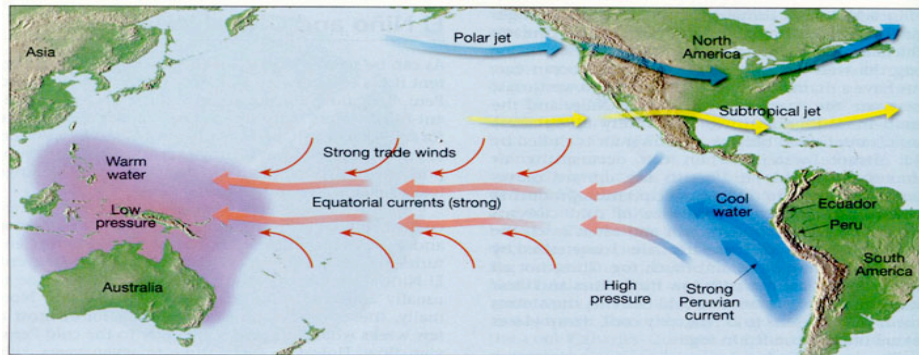 Asia
Polar jet
North
America
Subtropical jet
Strong trade winds
Warm
water
Equatorial currents (strong)
Low
pressure
Cool
water
Ecuador
Peru
South
America
Australia
High
pressure
Strong
Peruvian
current